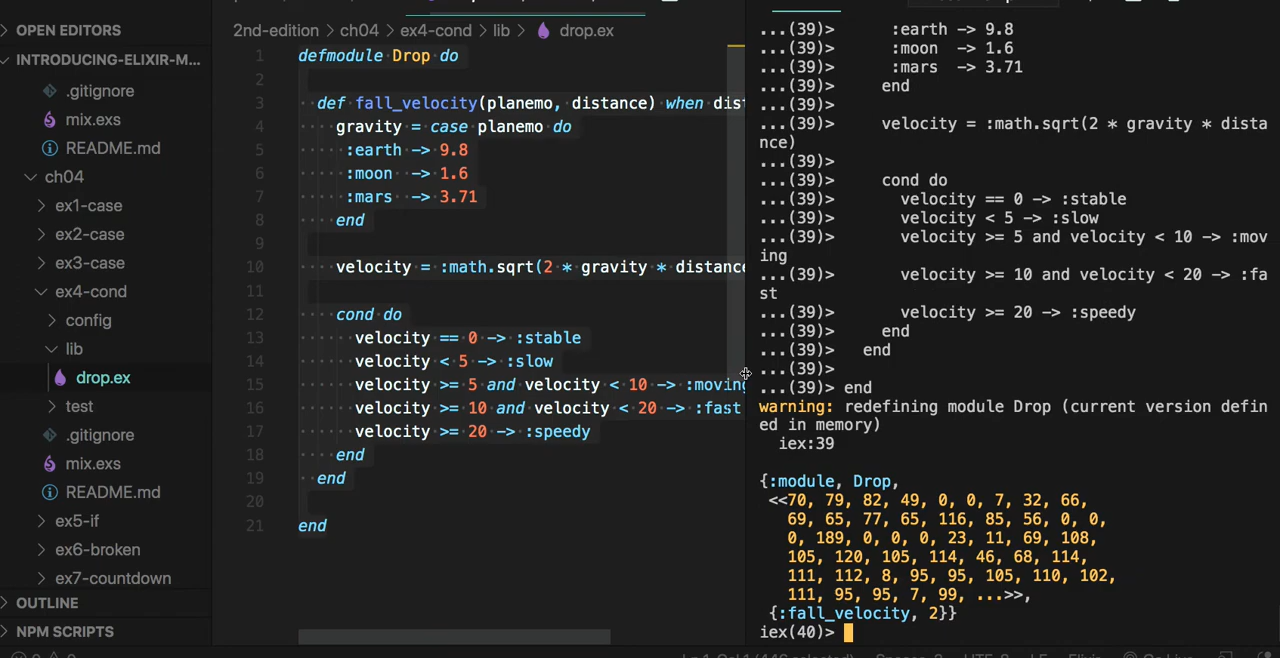 OPEN EDITORS
INTRODUCING-ELIXIR-M...
.gitignore
mix.exs
README.md
ch04
ex1-case
ex2-case
ex3-case
ex4-cond
config
lib
drop.ex
test
.gitignore
mix.exs
README.md
ex5-if
ex6-broken
ex7-countdown
OUTLINE
NPM SCRIPTS
2nd-edition > ch04 > ex4-cond > lib > drop.ex
1 defmodule Drop do
2
3 def fall_velocity(planemo, distance) when dist
4 gravity = case planemo do
5 :earth -> 9.8
6 :moon -> 1.6
7 :mars -> 3.71
8 end
9
10 velocity = :math.sqrt(2 * gravity * distance
11
12 cond do
13 velocity == 0 -> :stable
14 velocity < 5 -> :slow
15 velocity >= 5 and velocity < 10 -> :moving
16 velocity >= 10 and velocity < 20 -> :fast
17 velocity >= 20 -> :speedy
18 end
19 end
20
21 end
...(39)> :earth -> 9.8
...(39)> :moon -> 1.6
...(39)> :mars -> 3.71
...(39)> end
...(39)>
...(39)> velocity = :math.sqrt(2 * gravity * dista
nce)
...(39)>
...(39)> cond do
...(39)> velocity == 0 -> :stable
...(39)> velocity < 5 -> :slow
...(39)> velocity >= 5 and velocity < 10 -> :mov
ing
...(39)> velocity >= 10 and velocity < 20 -> :fa
st
...(39)> velocity >= 20 -> :speedy
...(39)> end
...(39)> end
...(39)>
...(39)> end
warning: redefining module Drop (current version defin
ed in memory)
iex:39
{:module, Drop,
<<70, 79, 82, 49, 0, 0, 7, 32, 66,
69, 65, 77, 65, 116, 85, 56, 0, 0,
0, 189, 0, 0, 0, 23, 11, 69, 108,
105, 120, 105, 114, 46, 68, 114,
111, 112, 8, 95, 95, 105, 110, 102,
111, 95, 95, 7, 99, ...>>,
{:fall_velocity, 2}}
iex(40)>